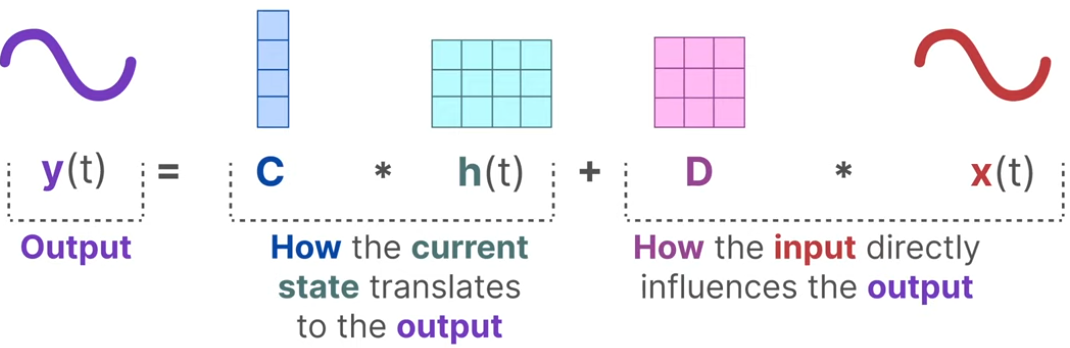 y(t) = C * h(t) + D * x(t)
Output
How the current
state translates
to the output
How the input directly
influences the output